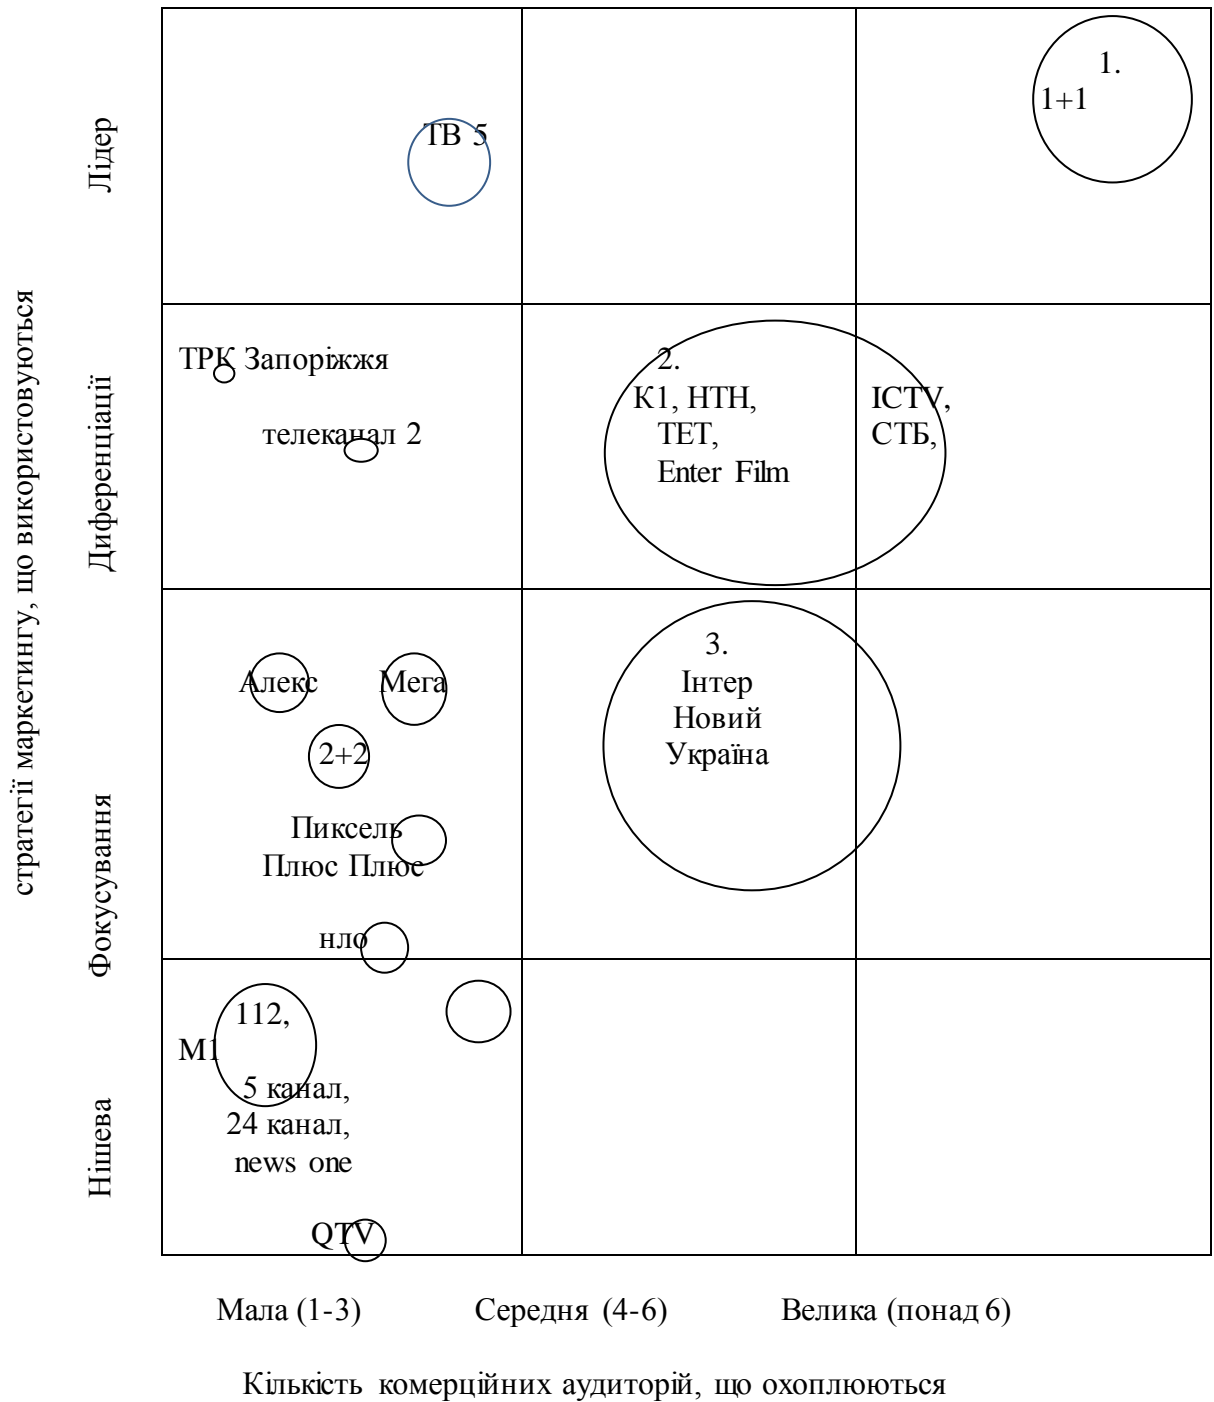 стратегії маркетингу, що використовуються
Лідер
1.
1+1
ТВ 5
Диференціації
ТРК Запоріжжя
телеканал 2
2.
К1, НТН,
ТЕТ,
Enter Film
ICTV,
СТБ,
Фокусування
Алекс
Мега
2+2
Пиксель
Плюс Плюс
нло
3.
Інтер
Новий
Україна
Нішева
112,
М1
5 канал,
24 канал,
news one
QTV
Мала (1-3)
Середня (4-6)
Велика (понад 6)
Кількість комерційних аудиторій, що охоплюються